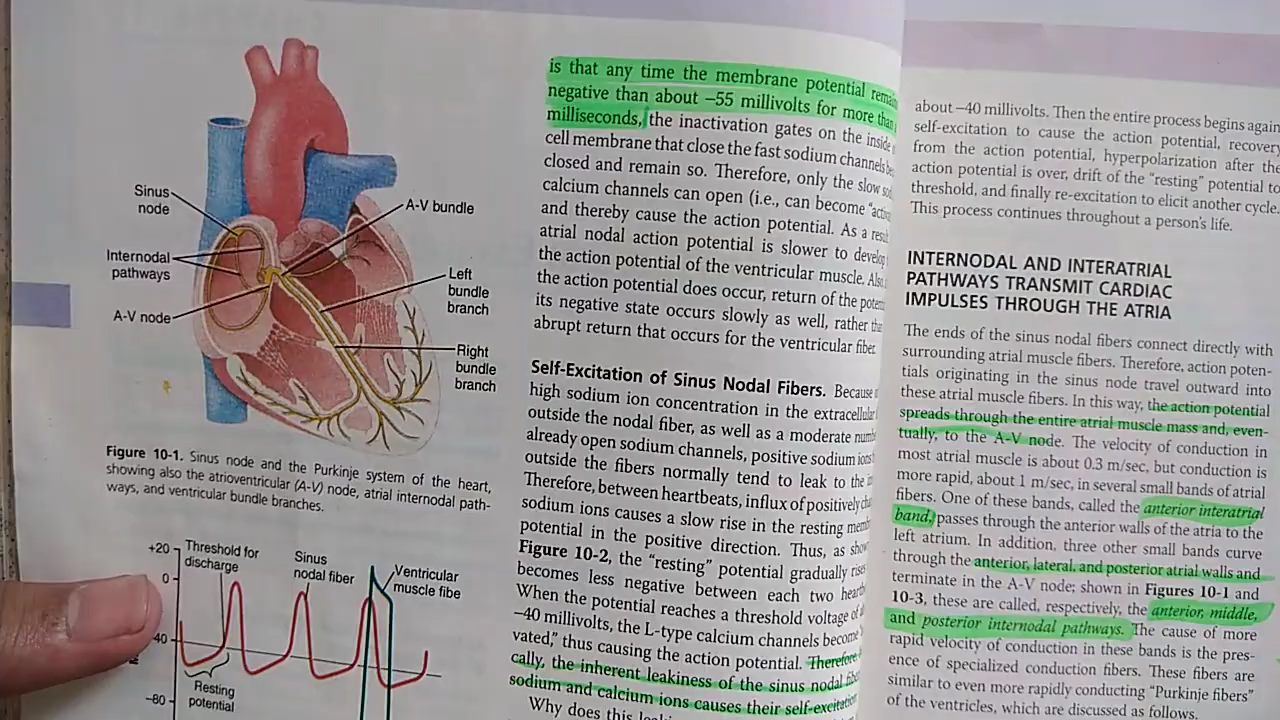 Sinus
node
Internodal
pathways
A-V node
A-V bundle
Left
bundle
branch
Right
bundle
branch
Figure 10-1. Sinus node and the Purkinje system of the heart,
showing also the atrioventricular (A-V) node, atrial internodal path-
ways, and ventricular bundle branches.
+20
0
40
−80
Threshold for
discharge
Sinus
nodal fiber
Ventricular
muscle fibe
Resting
potential
is that any time the membrane potential
negative than about −55 millivolts for more than
milliseconds, the inactivation gates on the inside
cell membrane that close the fast sodium channels
closed and remain so. Therefore, only the slow
calcium channels can open (i.e., can become
and thereby cause the action potential. As a
atrial nodal action potential is slower to
the action potential of the ventricular muscle.
the action potential does occur, return of the
its negative state occurs slowly as well, rather
abrupt return that occurs for the ventricular fiber.
Self-Excitation of Sinus Nodal Fibers. Because
high sodium ion concentration in the extracellular
outside the nodal fiber, as well as a moderate
already open sodium channels, positive sodium ions
outside the fibers normally tend to leak to the
Therefore, between heartbeats, influx of positively
sodium ions causes a slow rise in the resting
potential in the positive direction. Thus, as
Figure 10-2, the “resting” potential gradually
becomes less negative between each two
When the potential reaches a threshold voltage of
−40 millivolts, the L-type calcium channels become
vated,” thus causing the action potential. Therefore
cally, the inherent leakiness of the sinus nodal
sodium and calcium ions causes their self-excitation.
Why does this
about −40 millivolts. Then the entire process begins again
self-excitation to cause the action potential, recovery
from the action potential, hyperpolarization after the
action potential is over, drift of the “resting” potential to
threshold, and finally re-excitation to elicit another cycle.
This process continues throughout a person’s life.
INTERNODAL AND INTERATRIAL
PATHWAYS TRANSMIT CARDIAC
IMPULSES THROUGH THE ATRIA
The ends of the sinus nodal fibers connect directly with
surrounding atrial muscle fibers. Therefore, action poten-
tials originating in the sinus node travel outward into
these atrial muscle fibers. In this way, the action potential
spreads through the entire atrial muscle mass and, even-
tually, to the A-V node. The velocity of conduction in
most atrial muscle is about 0.3 m/sec, but conduction is
more rapid, about 1 m/sec, in several small bands of atrial
fibers. One of these bands, called the anterior interatrial
band, passes through the anterior walls of the atria to the
left atrium. In addition, three other small bands curve
through the anterior, lateral, and posterior atrial walls and
terminate in the A-V node; shown in Figures 10-1 and
10-3, these are called, respectively, the anterior, middle,
and posterior internodal pathways. The cause of more
rapid velocity of conduction in these bands is the pres-
ence of specialized conduction fibers. These fibers are
similar to even more rapidly conducting “Purkinje fibers”
of the ventricles, which are discussed as follows.